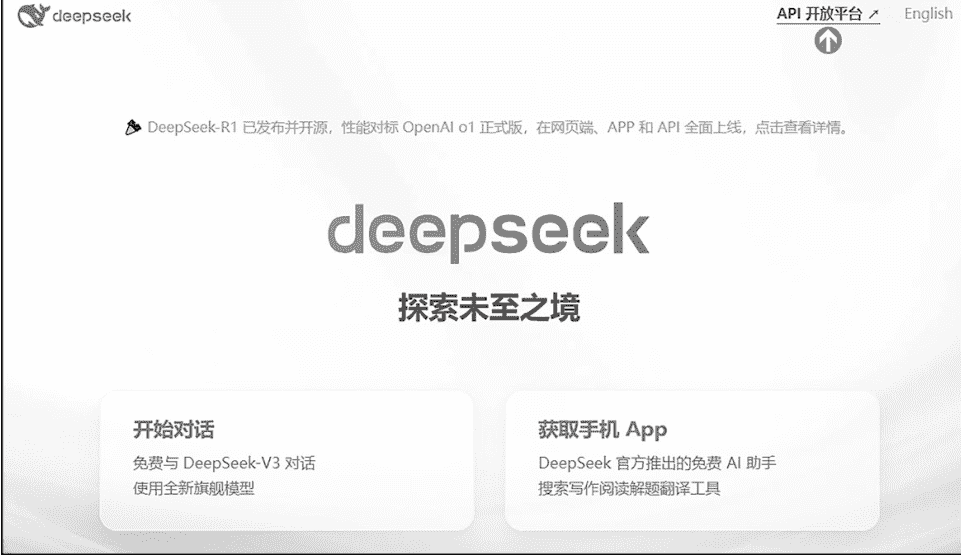 deepseek
API 开放平台↗
English
DeepSeek-R1 已发布并开源，性能对标 OpenAI o1 正式版，在网页端、APP 和 API 全面上线，点击查看详情。
deepseek
探索未至之境
开始对话
免费与 DeepSeek-V3 对话
使用全新旗舰模型
获取手机 App
DeepSeek 官方推出的免费 AI 助手
搜索写作阅读解题翻译工具